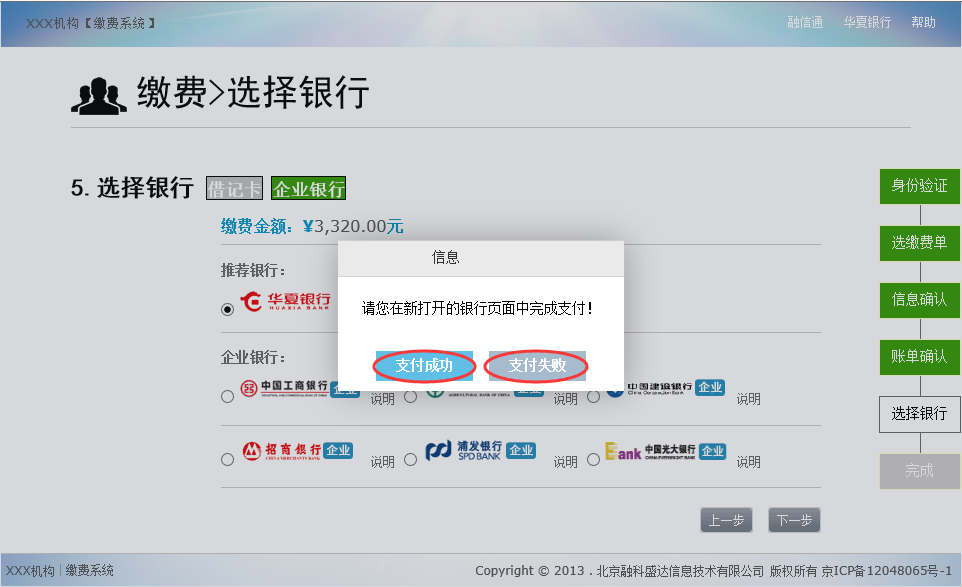 XXX机构【缴费系统】 融信通 华夏银行 帮助
缴费>选择银行
5. 选择银行 借记卡 企业银行
身份验证
缴费金额: ¥3,320.00元
选缴费单
信息
推荐银行:
华夏银行
HUAXIA BANK
信息确认
请您在新打开的银行页面中完成支付!
账单确认
企业银行:
支付成功 支付失败
中国工商银行 企业 说明
AGRICULTURAL BANK OF CHINA 企业 说明
中国建设银行 企业 说明
China Construction Bank
选择银行
招商银行 企业 说明
CHINA MERCHANTS BANK
浦发银行 企业 说明
SPD BANK
Bank 中国光大银行 企业 说明
CHINA EVERBRIGHT BANK
完成
上一步 下一步
XXX机构 | 缴费系统 Copyright © 2013 . 北京融科盛达信息技术有限公司 版权所有 京ICP备12048065号-1